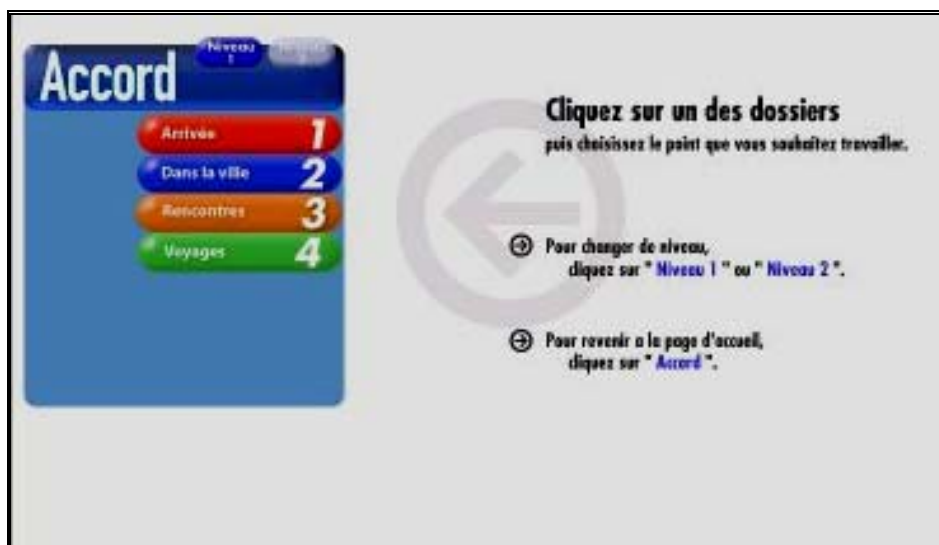 Niveau
1
Accord
Arrivée 1
Dans la ville 2
Rencontres 3
Voyages 4
Cliquez sur un des dossiers
puis choisissez le point que vous souhaitez travailler.
Pour changer de niveau,
cliquez sur " Niveau 1 " ou " Niveau 2 ".
Pour revenir a la page d'accueil,
cliquez sur " Accord ".